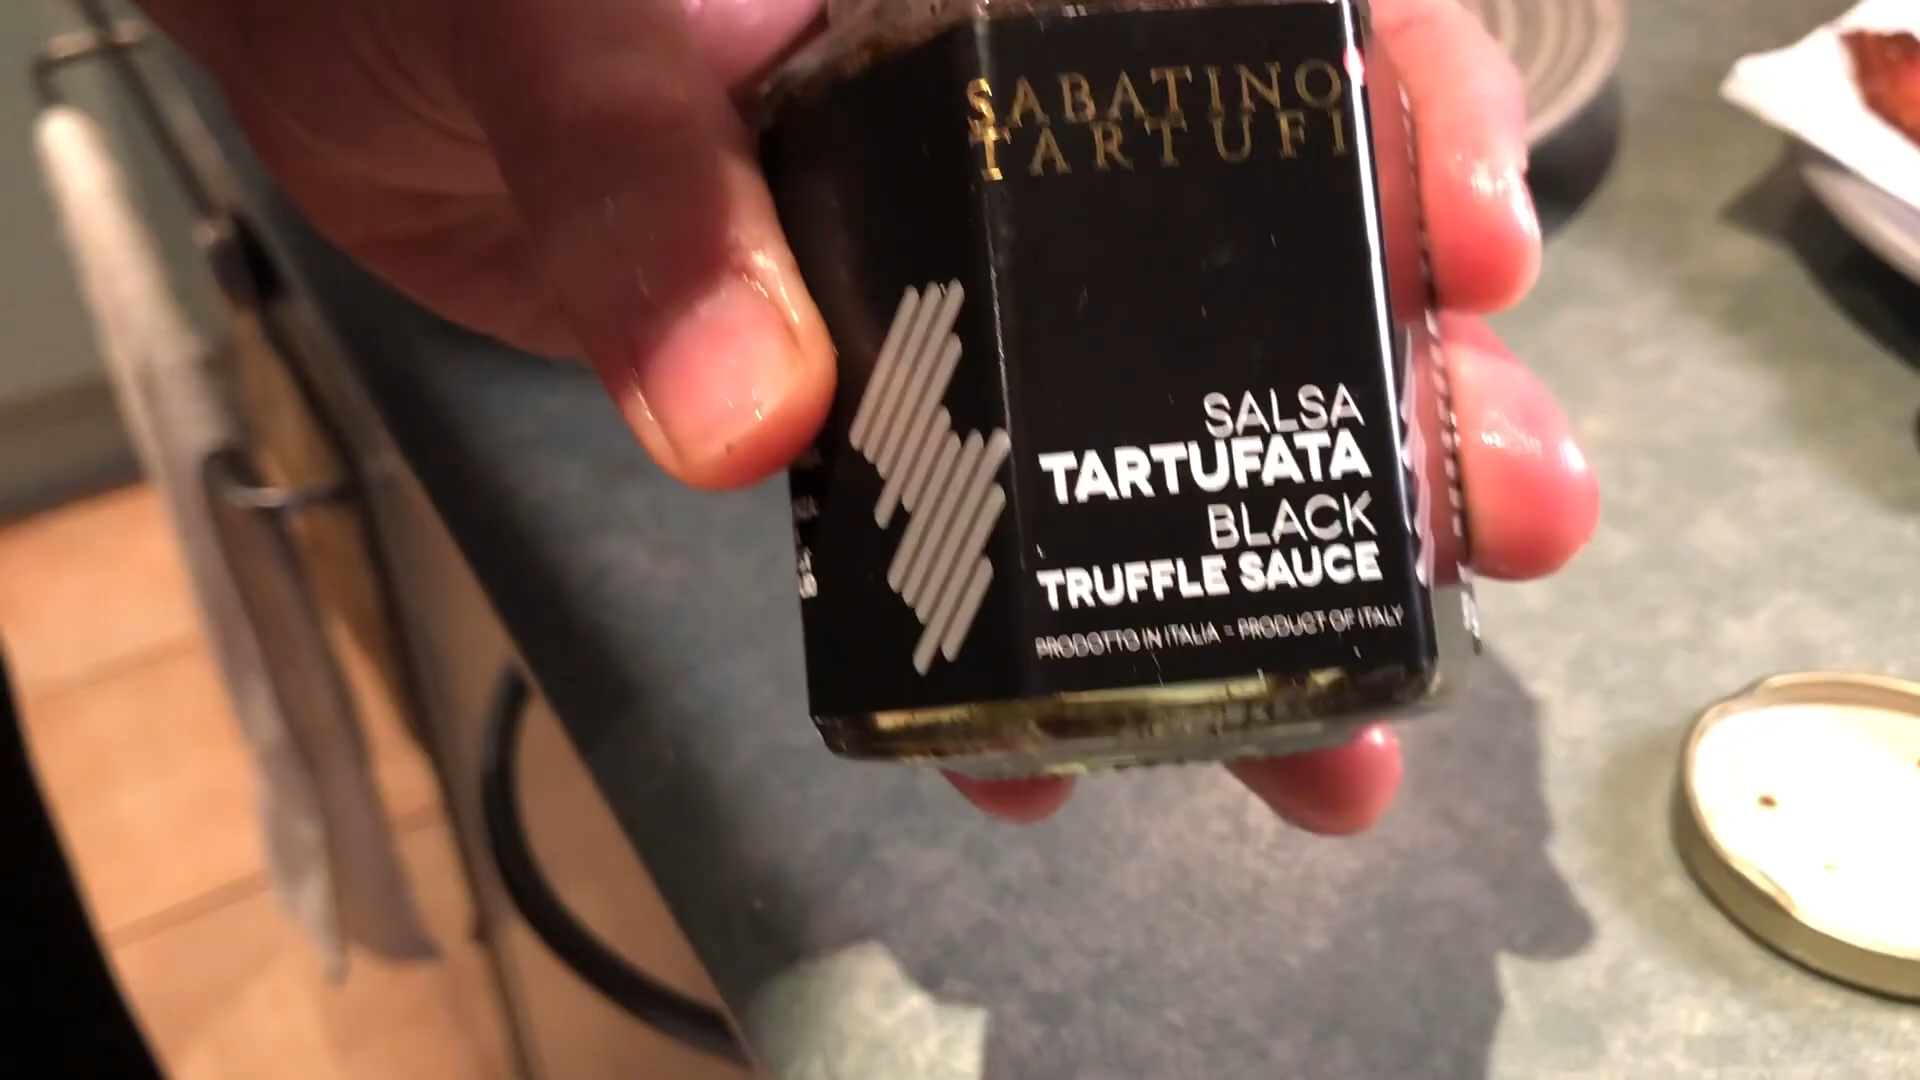 SABATINO
TARTUFI
SALSA
TARTUFATA
BLACK
TRUFFLE SAUCE
PRODOTTO IN ITALIA - PRODUCT OF ITALY